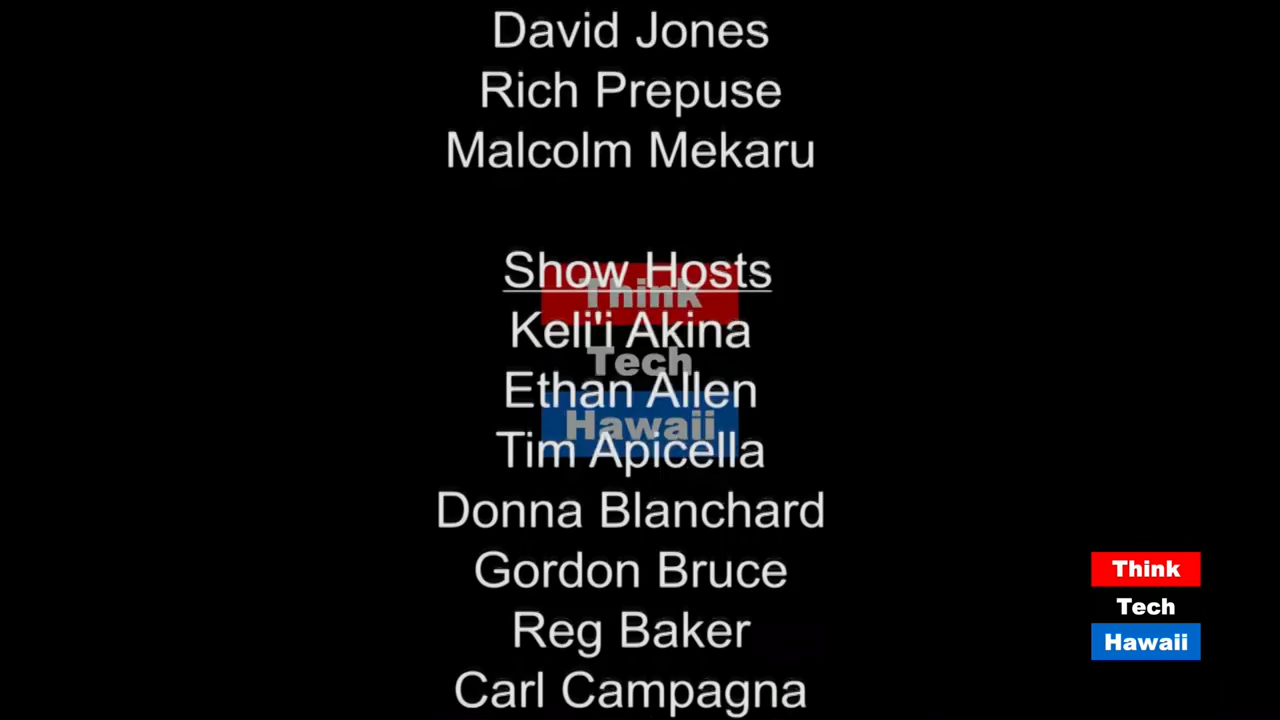 David Jones
Rich Prepuse
Malcolm Mekaru
Show Hosts
Think
Keli'i Akina
Tech
Ethan Allen
Hawaii
Tim Apicella
Donna Blanchard
Gordon Bruce
Reg Baker
Carl Campagna
Think
Tech
Hawaii